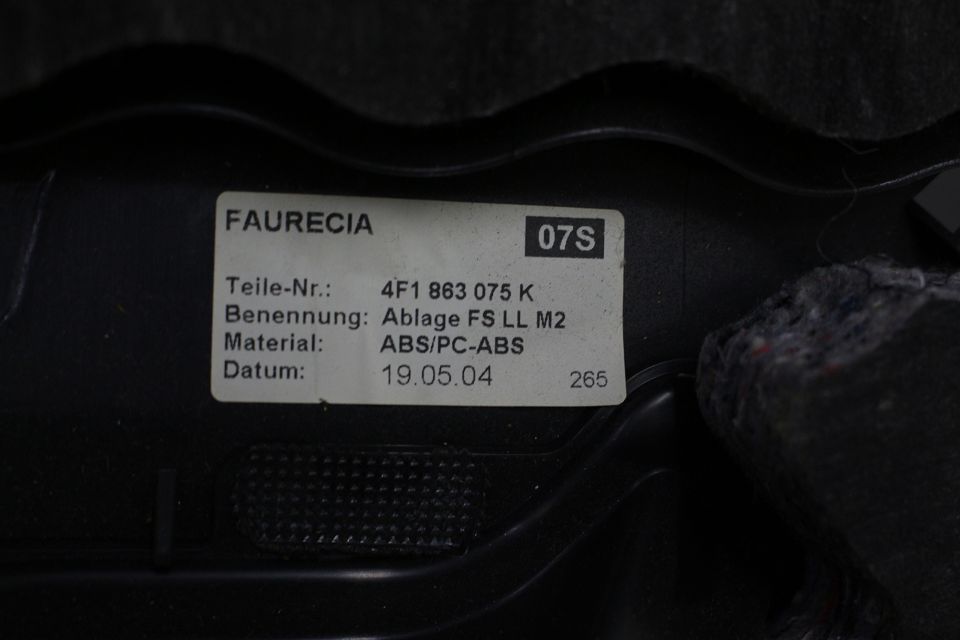 FAURECIA
07S
Teile-Nr.: 4F1 863 075 K
Benennung: Ablage FS LL M2
Material: ABS/PC-ABS
Datum: 19.05.04 265